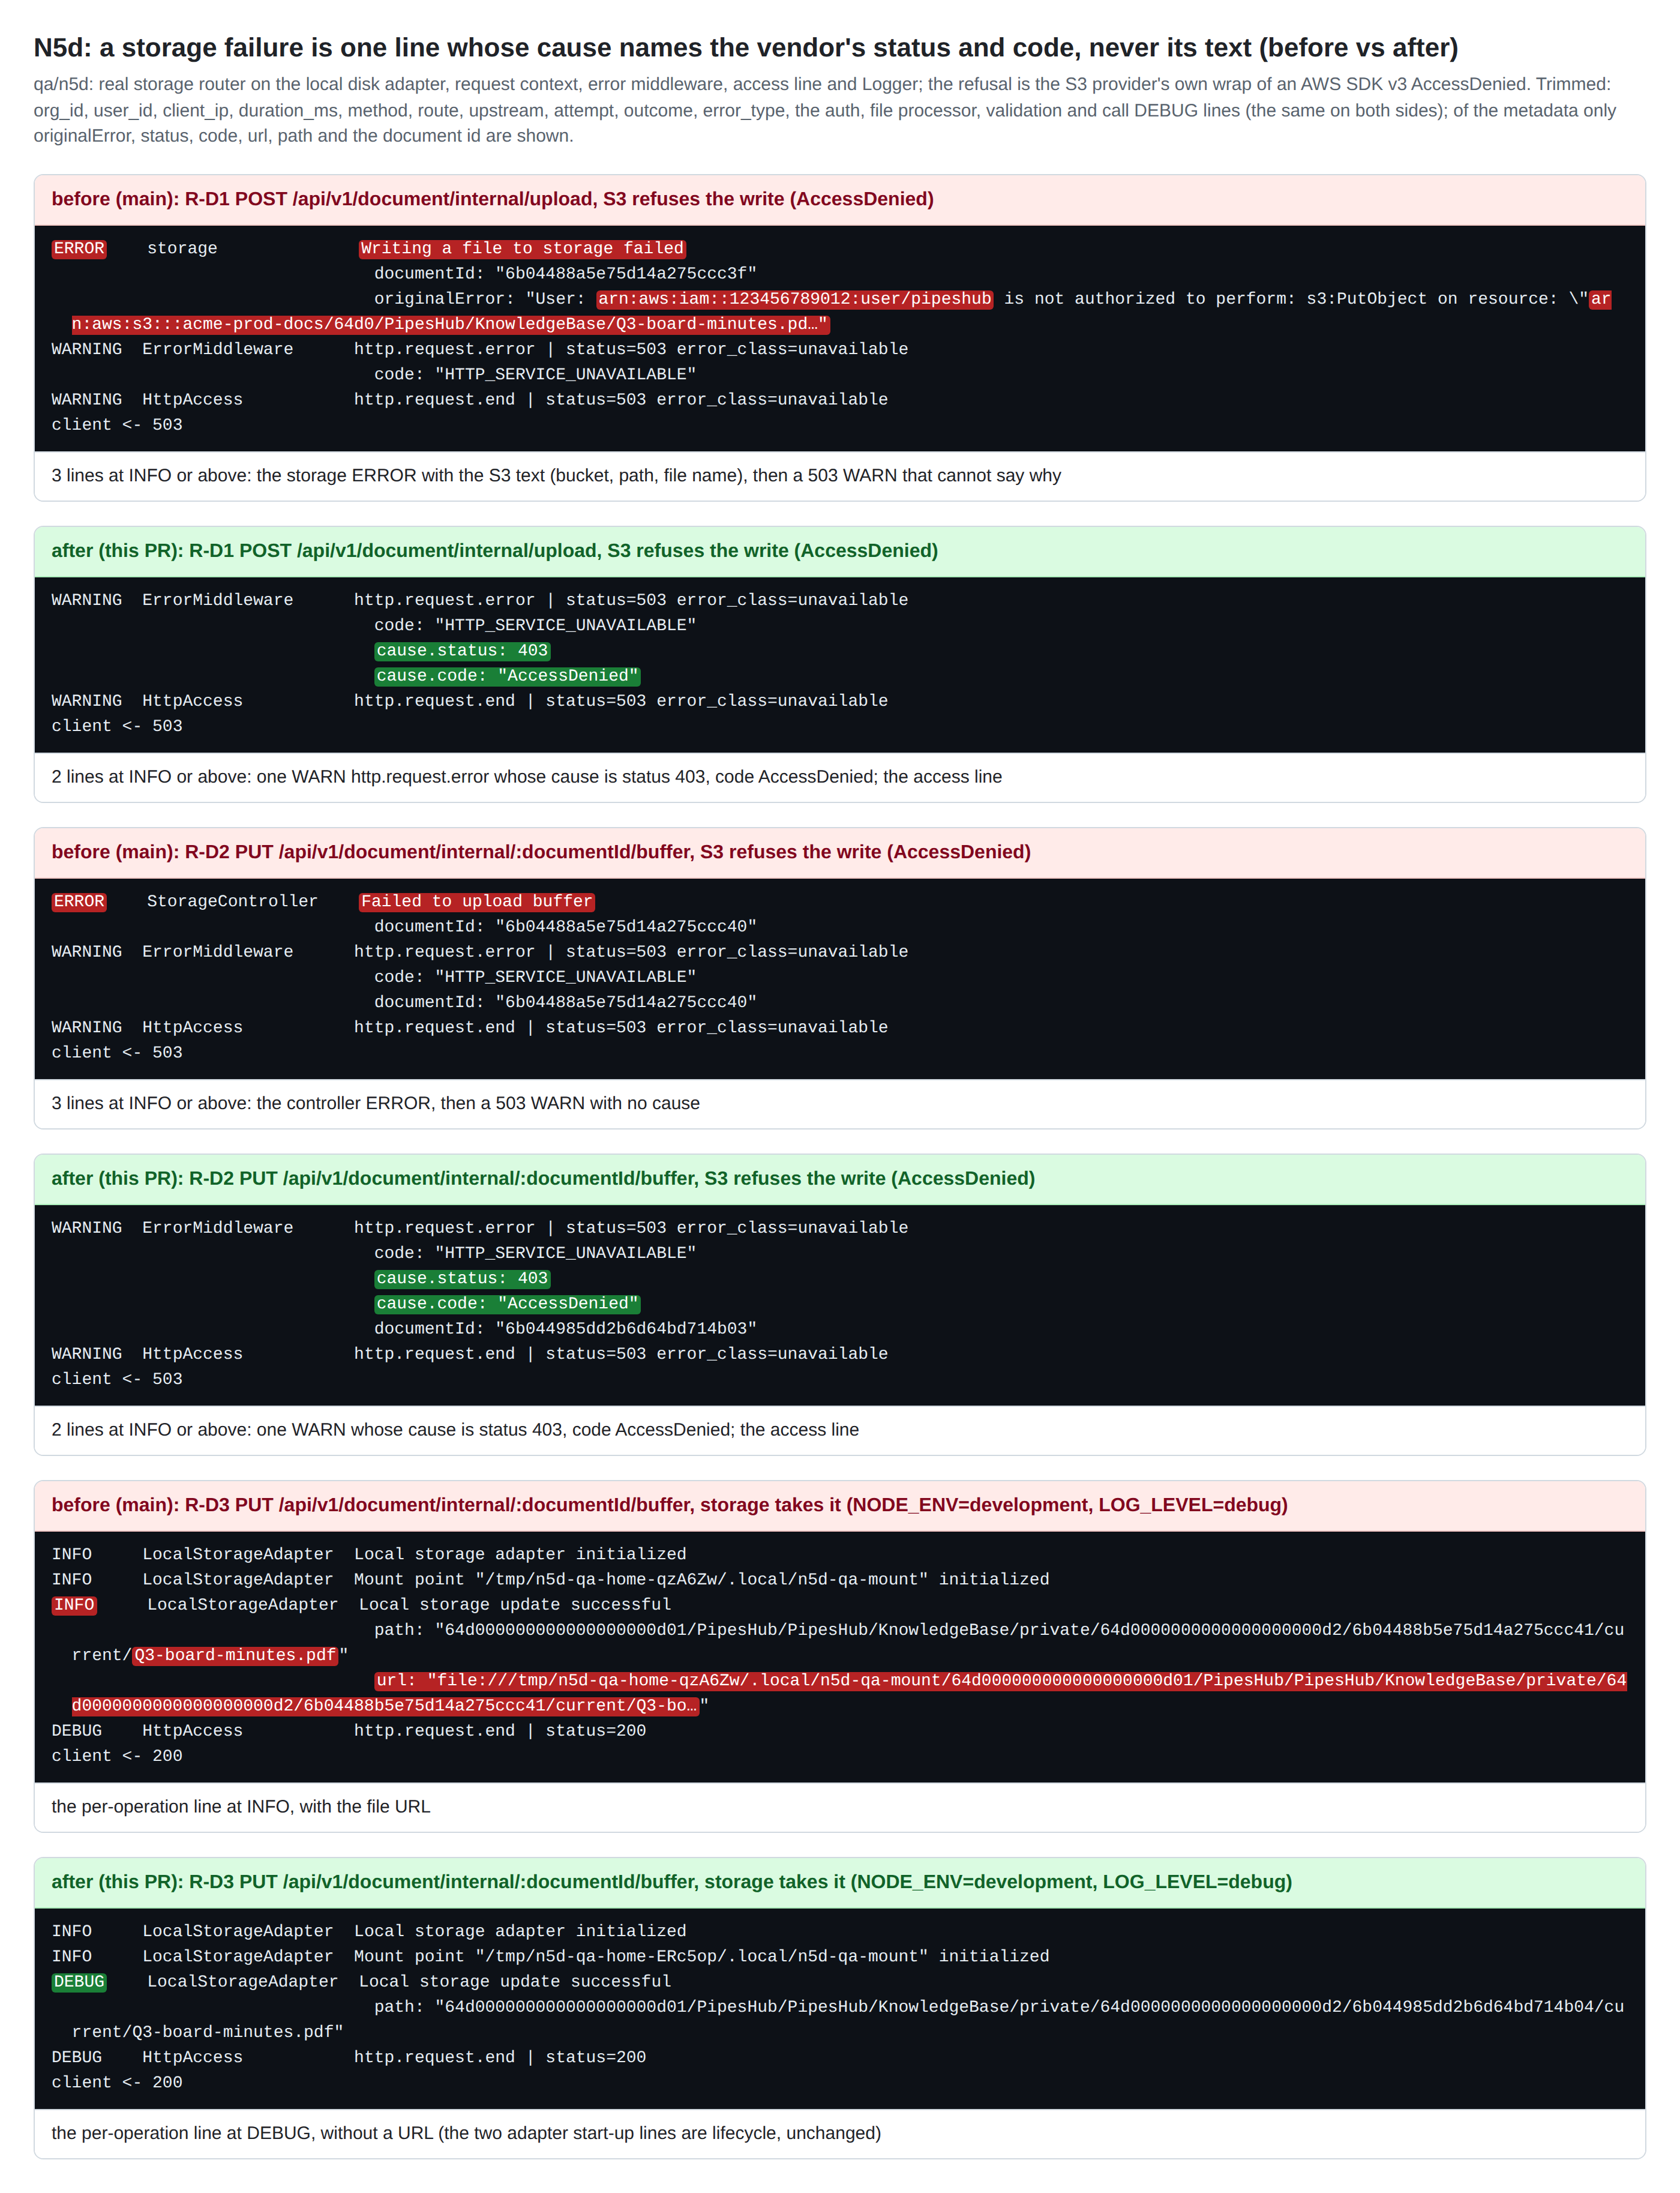 N5d: a storage failure is one line whose cause names the vendor's status and code, never its text (before vs after)
qa/n5d: real storage router on the local disk adapter, request context, error middleware, access line and Logger; the refusal is the S3 provider's own wrap of an AWS SDK v3 AccessDenied. Trimmed:
org_id, user_id, client_ip, duration_ms, method, route, upstream, attempt, outcome, error_type, the auth, file processor, validation and call DEBUG lines (the same on both sides); of the metadata only
originalError, status, code, url, path and the document id are shown.
before (main): R-D1 POST /api/v1/document/internal/upload, S3 refuses the write (AccessDenied)
ERROR storage Writing a file to storage failed
documentId: "6b04488a5e75d14a275ccc3f"
originalError: "User: arn:aws:iam::123456789012:user/pipeshub is not authorized to perform: s3:PutObject on resource: \"ar
n:aws:s3:::acme-prod-docs/64d0/PipesHub/KnowledgeBase/Q3-board-minutes.pd…"
WARNING ErrorMiddleware http.request.error | status=503 error_class=unavailable
code: "HTTP_SERVICE_UNAVAILABLE"
WARNING HttpAccess http.request.end | status=503 error_class=unavailable
client <- 503
3 lines at INFO or above: the storage ERROR with the S3 text (bucket, path, file name), then a 503 WARN that cannot say why
after (this PR): R-D1 POST /api/v1/document/internal/upload, S3 refuses the write (AccessDenied)
WARNING ErrorMiddleware http.request.error | status=503 error_class=unavailable
code: "HTTP_SERVICE_UNAVAILABLE"
cause.status: 403
cause.code: "AccessDenied"
WARNING HttpAccess http.request.end | status=503 error_class=unavailable
client <- 503
2 lines at INFO or above: one WARN http.request.error whose cause is status 403, code AccessDenied; the access line
before (main): R-D2 PUT /api/v1/document/internal/:documentId/buffer, S3 refuses the write (AccessDenied)
ERROR StorageController Failed to upload buffer
documentId: "6b04488a5e75d14a275ccc40"
WARNING ErrorMiddleware http.request.error | status=503 error_class=unavailable
code: "HTTP_SERVICE_UNAVAILABLE"
documentId: "6b04488a5e75d14a275ccc40"
WARNING HttpAccess http.request.end | status=503 error_class=unavailable
client <- 503
3 lines at INFO or above: the controller ERROR, then a 503 WARN with no cause
after (this PR): R-D2 PUT /api/v1/document/internal/:documentId/buffer, S3 refuses the write (AccessDenied)
WARNING ErrorMiddleware http.request.error | status=503 error_class=unavailable
code: "HTTP_SERVICE_UNAVAILABLE"
cause.status: 403
cause.code: "AccessDenied"
documentId: "6b044985dd2b6d64bd714b03"
WARNING HttpAccess http.request.end | status=503 error_class=unavailable
client <- 503
2 lines at INFO or above: one WARN whose cause is status 403, code AccessDenied; the access line
before (main): R-D3 PUT /api/v1/document/internal/:documentId/buffer, storage takes it (NODE_ENV=development, LOG_LEVEL=debug)
INFO LocalStorageAdapter Local storage adapter initialized
INFO LocalStorageAdapter Mount point "/tmp/n5d-qa-home-qzA6Zw/.local/n5d-qa-mount" initialized
INFO LocalStorageAdapter Local storage update successful
path: "64d000000000000000000d01/PipesHub/PipesHub/KnowledgeBase/private/64d0000000000000000000d2/6b04488b5e75d14a275ccc41/cu
rrent/Q3-board-minutes.pdf"
url: "file:///tmp/n5d-qa-home-qzA6Zw/.local/n5d-qa-mount/64d000000000000000000d01/PipesHub/PipesHub/KnowledgeBase/private/64
d0000000000000000000d2/6b04488b5e75d14a275ccc41/current/Q3-bo…"
DEBUG HttpAccess http.request.end | status=200
client <- 200
the per-operation line at INFO, with the file URL
after (this PR): R-D3 PUT /api/v1/document/internal/:documentId/buffer, storage takes it (NODE_ENV=development, LOG_LEVEL=debug)
INFO LocalStorageAdapter Local storage adapter initialized
INFO LocalStorageAdapter Mount point "/tmp/n5d-qa-home-ERc5op/.local/n5d-qa-mount" initialized
DEBUG LocalStorageAdapter Local storage update successful
path: "64d000000000000000000d01/PipesHub/PipesHub/KnowledgeBase/private/64d0000000000000000000d2/6b044985dd2b6d64bd714b04/cu
rrent/Q3-board-minutes.pdf"
DEBUG HttpAccess http.request.end | status=200
client <- 200
the per-operation line at DEBUG, without a URL (the two adapter start-up lines are lifecycle, unchanged)